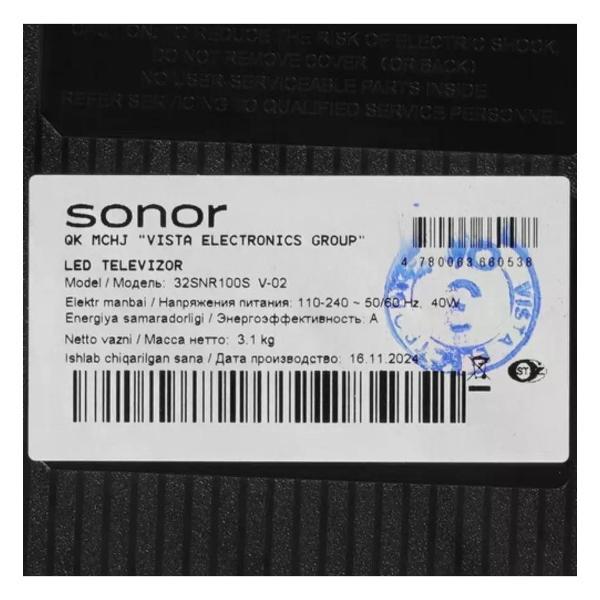 CAUTION: TO REDUCE THE RISK OF ELECTRIC SHOCK,
DO NOT REMOVE COVER (OR BACK)
NO USER-SERVICEABLE PARTS INSIDE
REFER SERVICING TO QUALIFIED SERVICE PERSONNEL
sonor
QK MCHJ "VISTA ELECTRONICS GROUP"
LED TELEVIZOR
Model / Модель: 32SNR100S V-02
Elektr manbai / Напряжения питания: 110-240 ~ 50/60 Hz, 40W
Energiya samaradorligi / Энергоэффективность: A
Netto vazni / Масса нетто: 3.1 kg
Ishlab chiqarilgan sana / Дата производство: 16.11.2024
4 780063 660538
VISTA